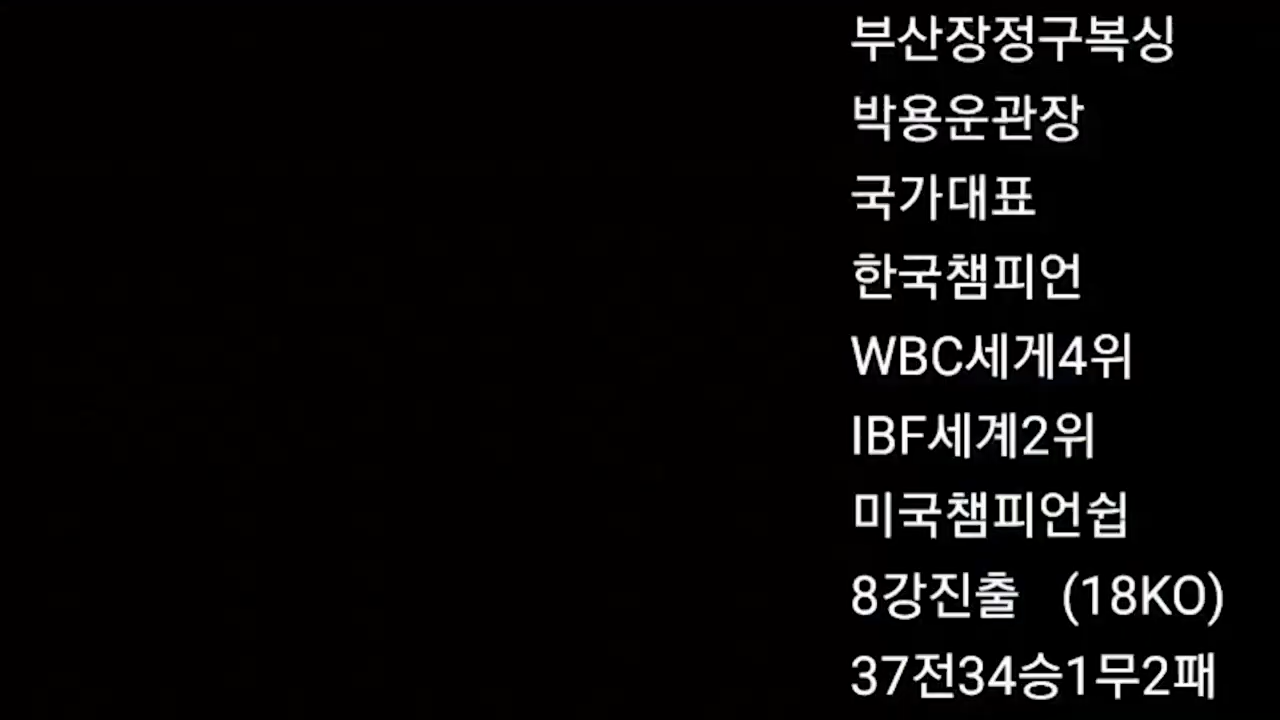 부산장정구복싱
박용운관장
국가대표
한국챔피언
WBC세게4위
IBF세계2위
미국챔피언쉽
8강진출 (18KO)
37전34승1무2패